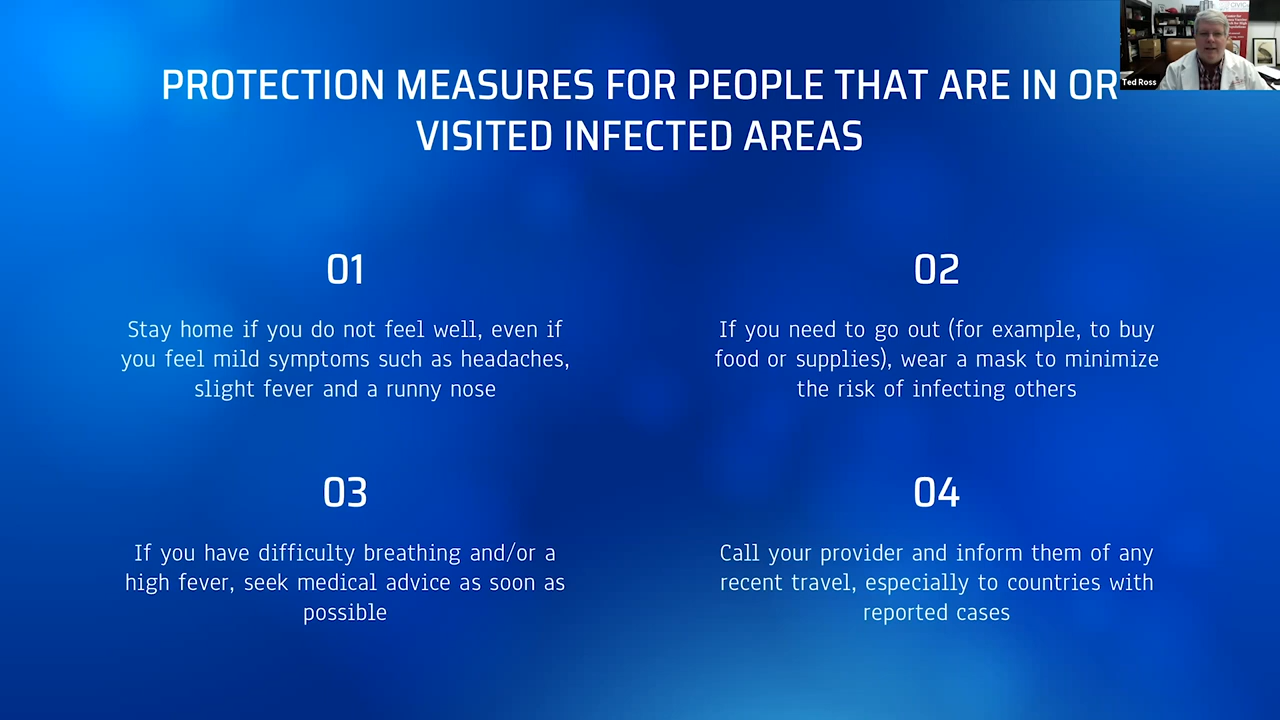 PROTECTION MEASURES FOR PEOPLE THAT ARE IN OR
VISITED INFECTED AREAS
01
Stay home if you do not feel well, even if
you feel mild symptoms such as headaches,
slight fever and a runny nose
02
If you need to go out (for example, to buy
food or supplies), wear a mask to minimize
the risk of infecting others
03
If you have difficulty breathing and/or a
high fever, seek medical advice as soon as
possible
04
Call your provider and inform them of any
recent travel, especially to countries with
reported cases
Ted Ross